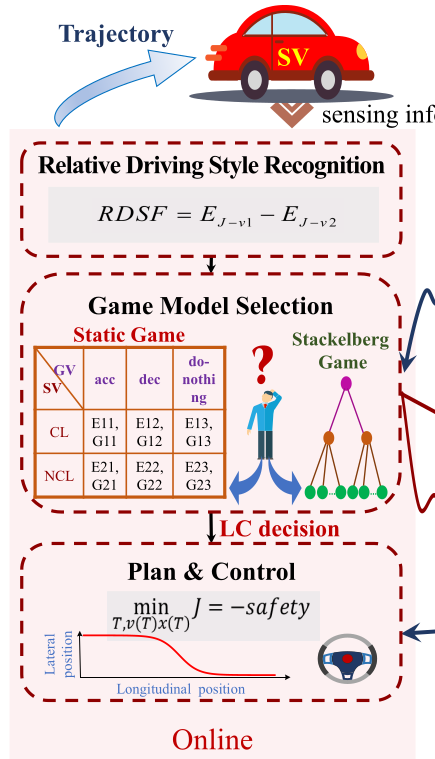 Trajectory
SV
sensing info
Relative Driving Style Recognition
RDSF = E_{J-v1} − E_{J-v2}
Game Model Selection
Static Game
Stackelberg
Game
GV
SV
acc
dec
do-
nothi
ng
?
CL
E11,
G11
E12,
G12
E13,
G13
NCL
E21,
G21
E22,
G22
E23,
G23
LC decision
Plan & Control
min J = −safety
T,v(T)x(T)
Lateral
position
Longitudinal position
Online